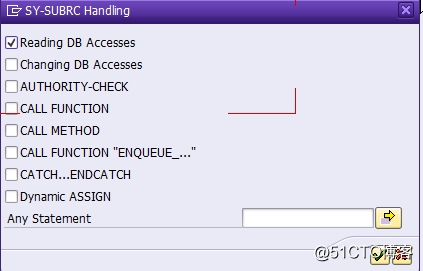 SY-SUBRC Handling
Reading DB Accesses
Changing DB Accesses
AUTHORITY-CHECK
CALL FUNCTION
CALL METHOD
CALL FUNCTION "ENQUEUE_..."
CATCH...ENDCATCH
Dynamic ASSIGN
Any Statement
@51CTO博客